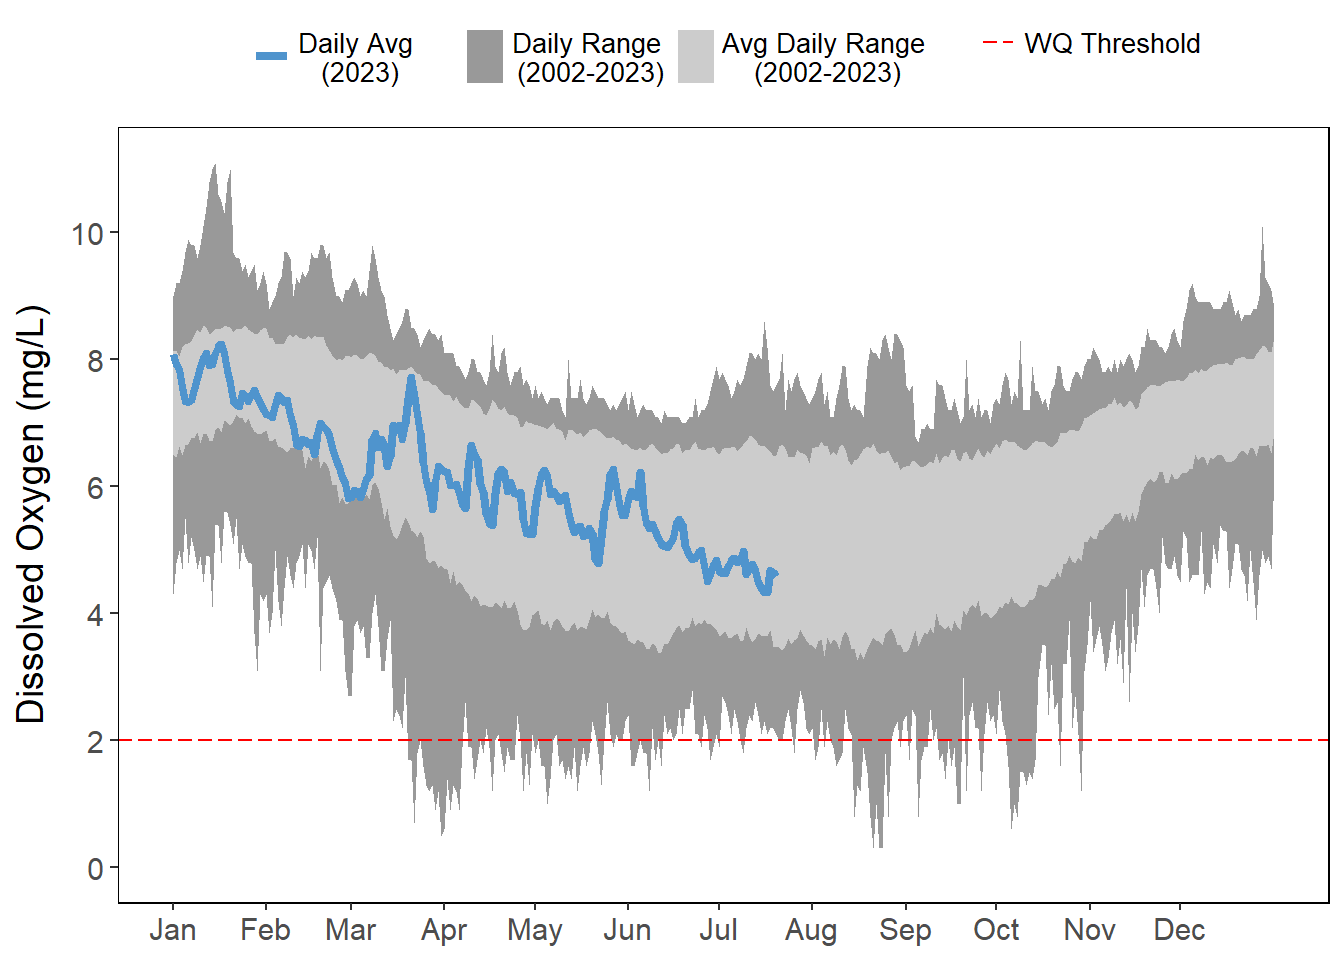 Daily Avg
(2023)
Daily Range
(2002-2023)
Avg Daily Range
(2002-2023)
WQ Threshold
Dissolved Oxygen (mg/L)
10
8
6
4
2
0
Jan Feb Mar Apr May Jun Jul Aug Sep Oct Nov Dec